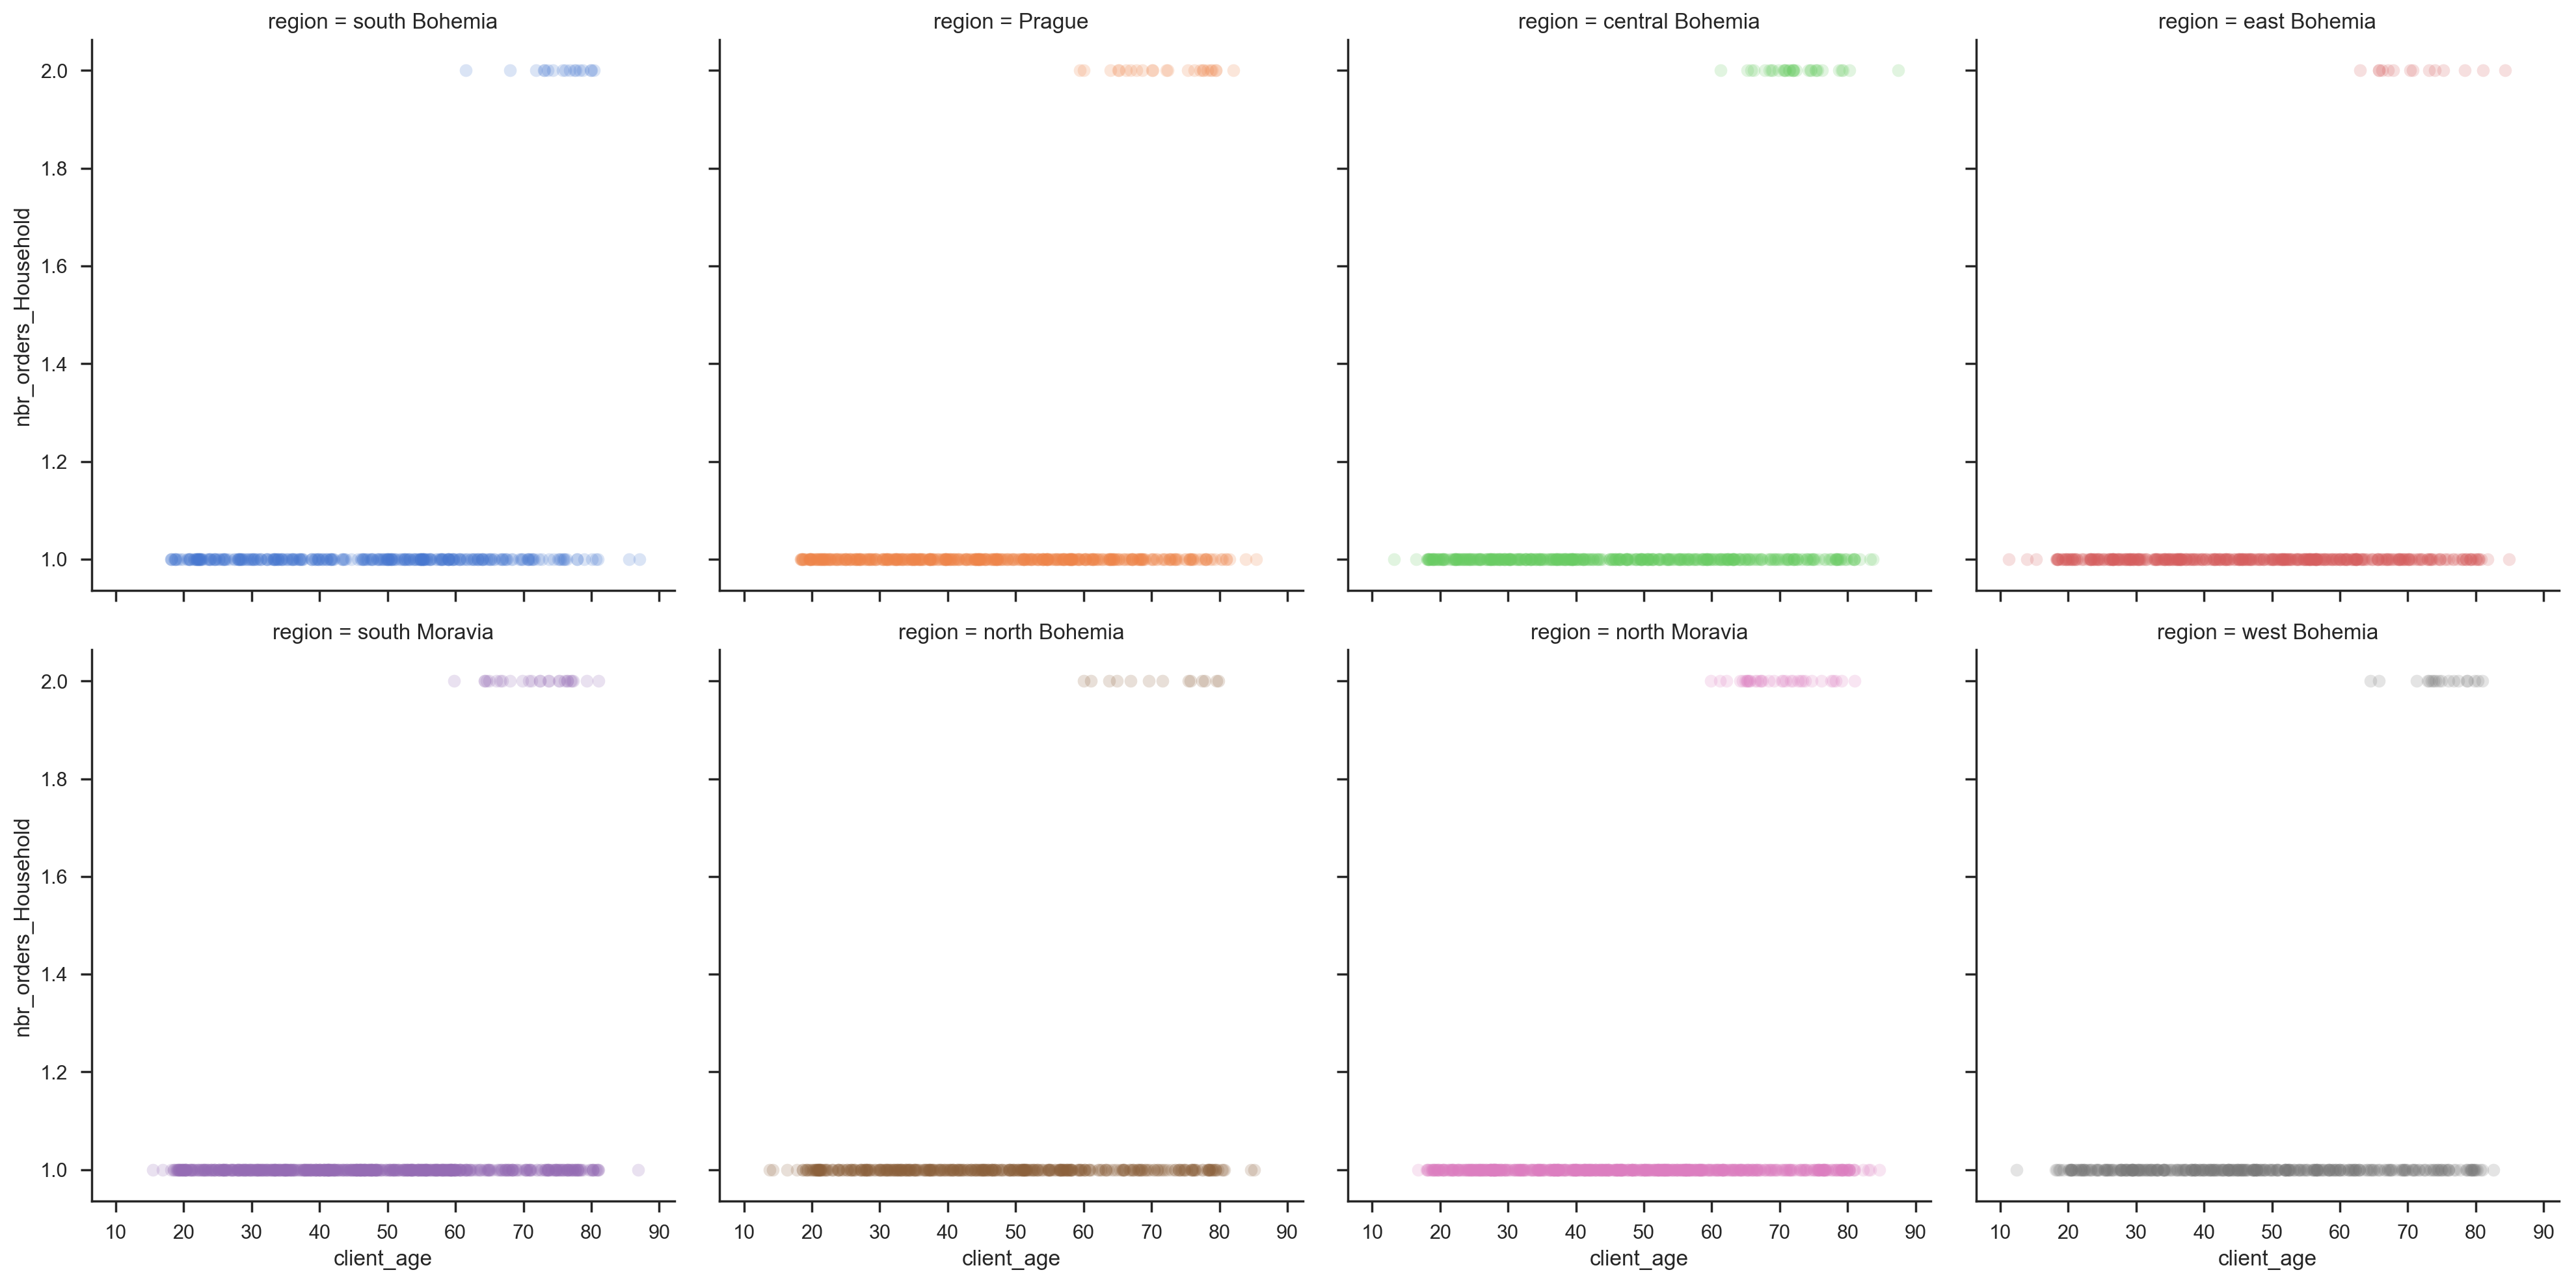 region = south Bohemia
region = Prague
region = central Bohemia
region = east Bohemia
nbr_orders_Household
2.0
1.8
1.6
1.4
1.2
1.0
region = south Moravia
region = north Bohemia
region = north Moravia
region = west Bohemia
nbr_orders_Household
2.0
1.8
1.6
1.4
1.2
1.0
10 20 30 40 50 60 70 80 90
client_age
10 20 30 40 50 60 70 80 90
client_age
10 20 30 40 50 60 70 80 90
client_age
10 20 30 40 50 60 70 80 90
client_age